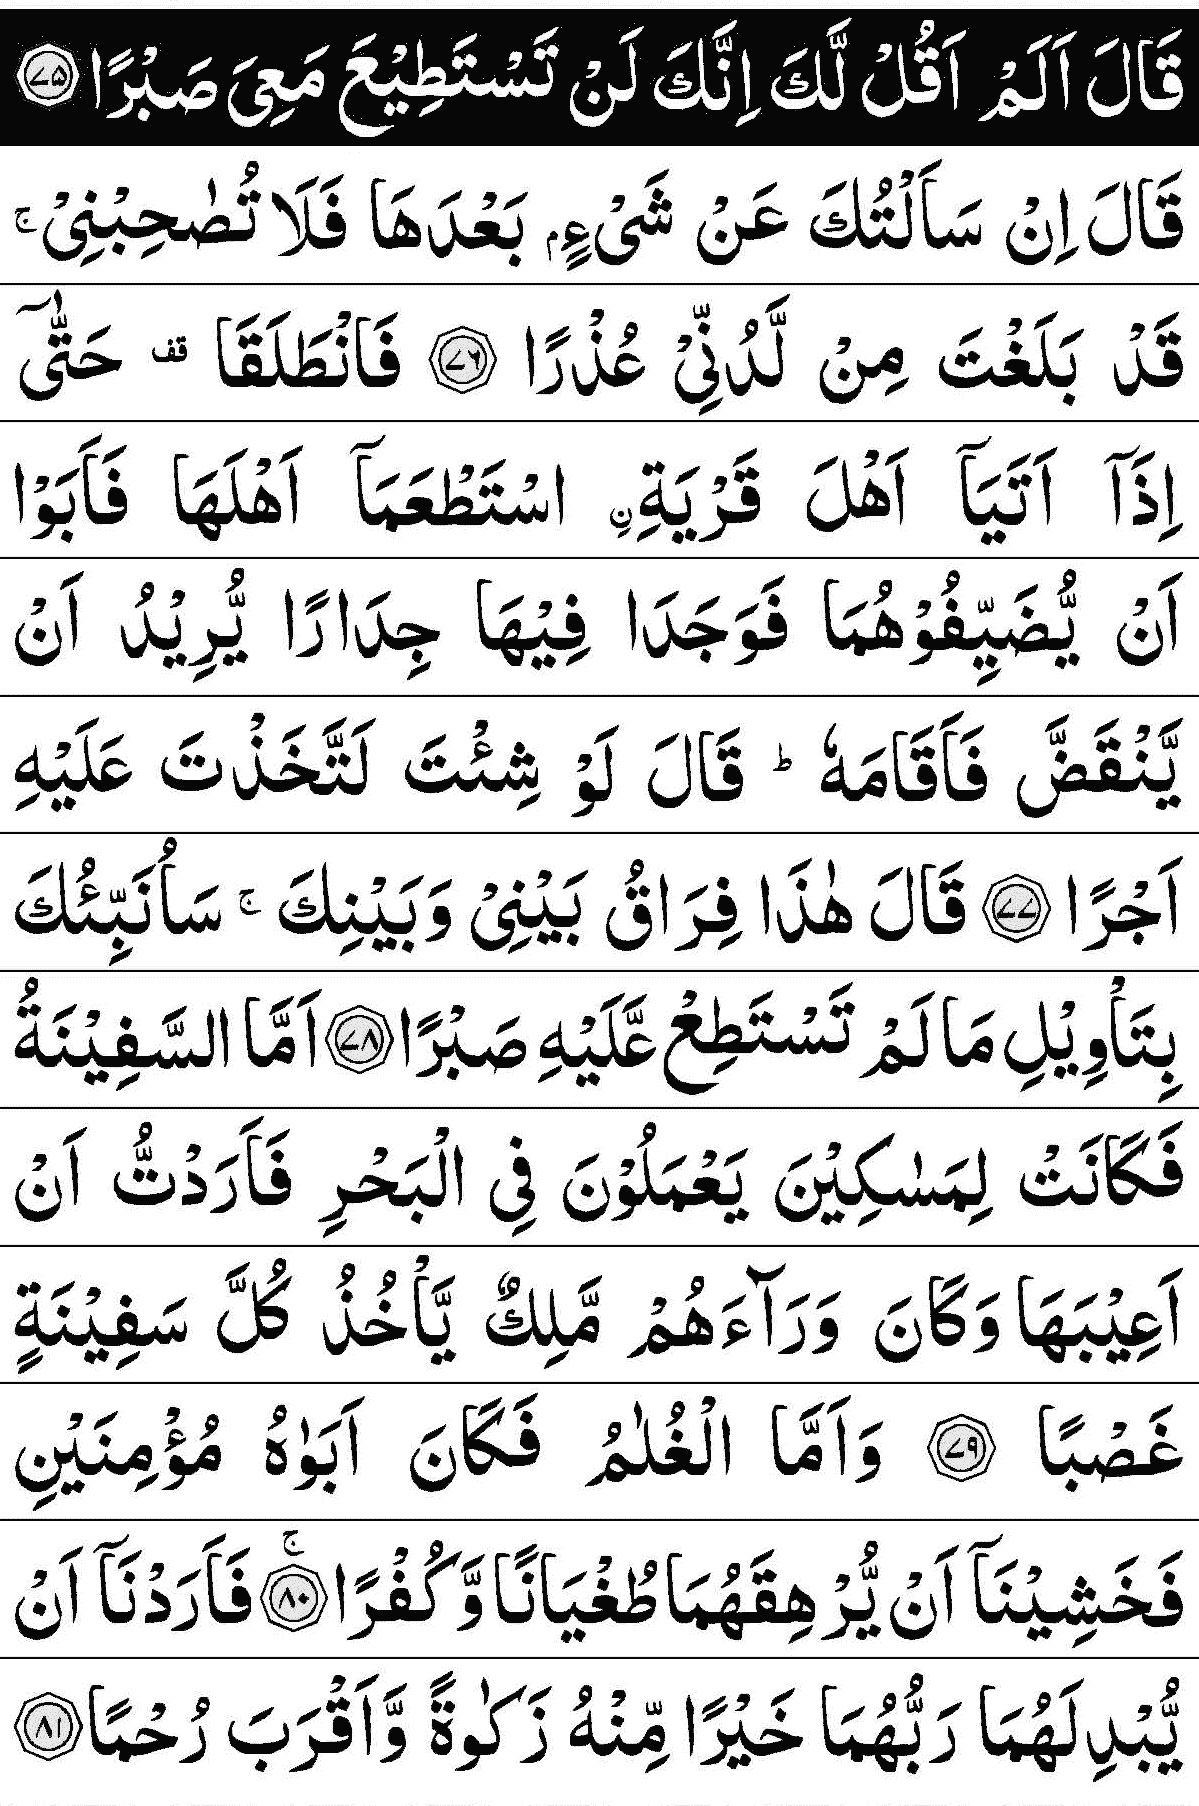 قَالَ اَلَمْ اَقُلْ لَّكَ اِنَّكَ لَنْ تَسْتَطِيْعَ مَعِىَ صَبْرًا ۝۷۵
قَالَ اِنْ سَاَلْتُكَ عَنْ شَىْءٍۭ بَعْدَهَا فَلَا تُصٰحِبْنِىْ ۚ
قَدْ بَلَغْتَ مِنْ لَّدُنِّىْ عُذْرًا ۝۷۶ فَانْطَلَقَا قف حَتّٰٓى
اِذَآ اَتَيَآ اَهْلَ قَرْيَةِ ۨ اسْتَطْعَمَآ اَهْلَهَا فَاَبَوْا
اَنْ يُّضَيِّفُوْهُمَا فَوَجَدَا فِيْهَا جِدَارًا يُّرِيْدُ اَنْ
يَّنْقَضَّ فَاَقَامَهٗ ؕ قَالَ لَوْ شِئْتَ لَتَّخَذْتَ عَلَيْهِ
اَجْرًا ۝۷۷ قَالَ هٰذَا فِرَاقُ بَيْنِىْ وَبَيْنِكَ ۚ سَاُنَبِّئُكَ
بِتَاْوِيْلِ مَا لَمْ تَسْتَطِعْ عَّلَيْهِ صَبْرًا ۝۷۸ اَمَّا السَّفِيْنَةُ
فَكَانَتْ لِمَسٰكِيْنَ يَعْمَلُوْنَ فِى الْبَحْرِ فَاَرَدْتُّ اَنْ
اَعِيْبَهَا وَكَانَ وَرَآءَهُمْ مَّلِكٌ يَّاْخُذُ كُلَّ سَفِيْنَةٍ
غَصْبًا ۝۷۹ وَاَمَّا الْغُلٰمُ فَكَانَ اَبَوٰهُ مُؤْمِنَيْنِ
فَخَشِيْنَآ اَنْ يُّرْهِقَهُمَا طُغْيَانًا وَّكُفْرًا ۝۸۰ ۚ فَاَرَدْنَآ اَنْ
يُّبْدِلَهُمَا رَبُّهُمَا خَيْرًا مِّنْهُ زَكٰوةً وَّاَقْرَبَ رُحْمًا ۝۸۱